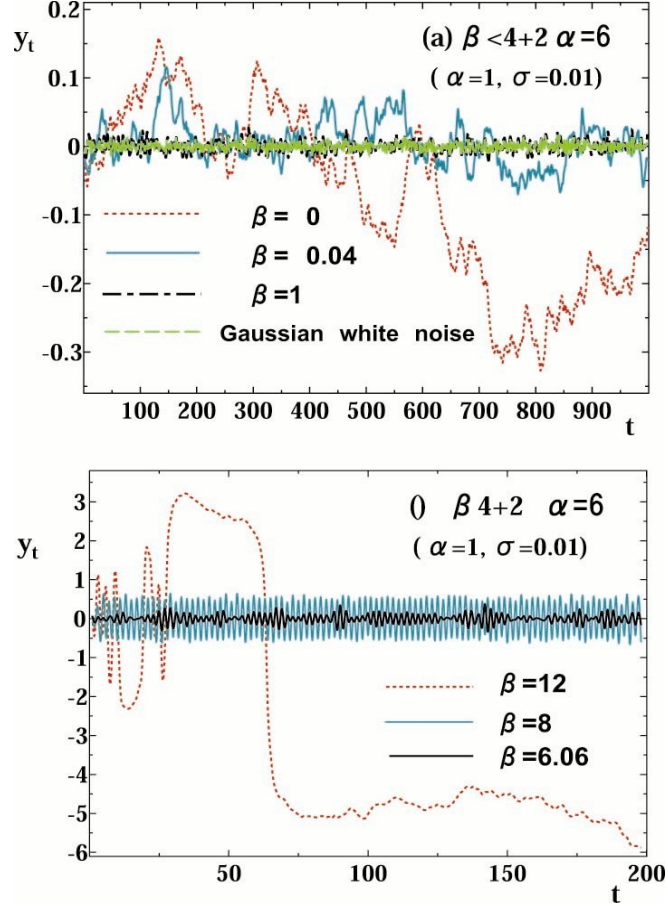 0.2
y_t
(a) β <4+2 α=6
( α=1, σ=0.01)
0.1
0
-0.1
-0.2
-0.3
β = 0
β = 0.04
β =1
Gaussian white noise
100 200 300 400 500 600 700 800 900
t
3
y_t
() β 4+2 α=6
( α=1, σ=0.01)
2
1
0
-1
-2
-3
-4
-5
-6
β =12
β =8
β =6.06
50 100 150 200
t